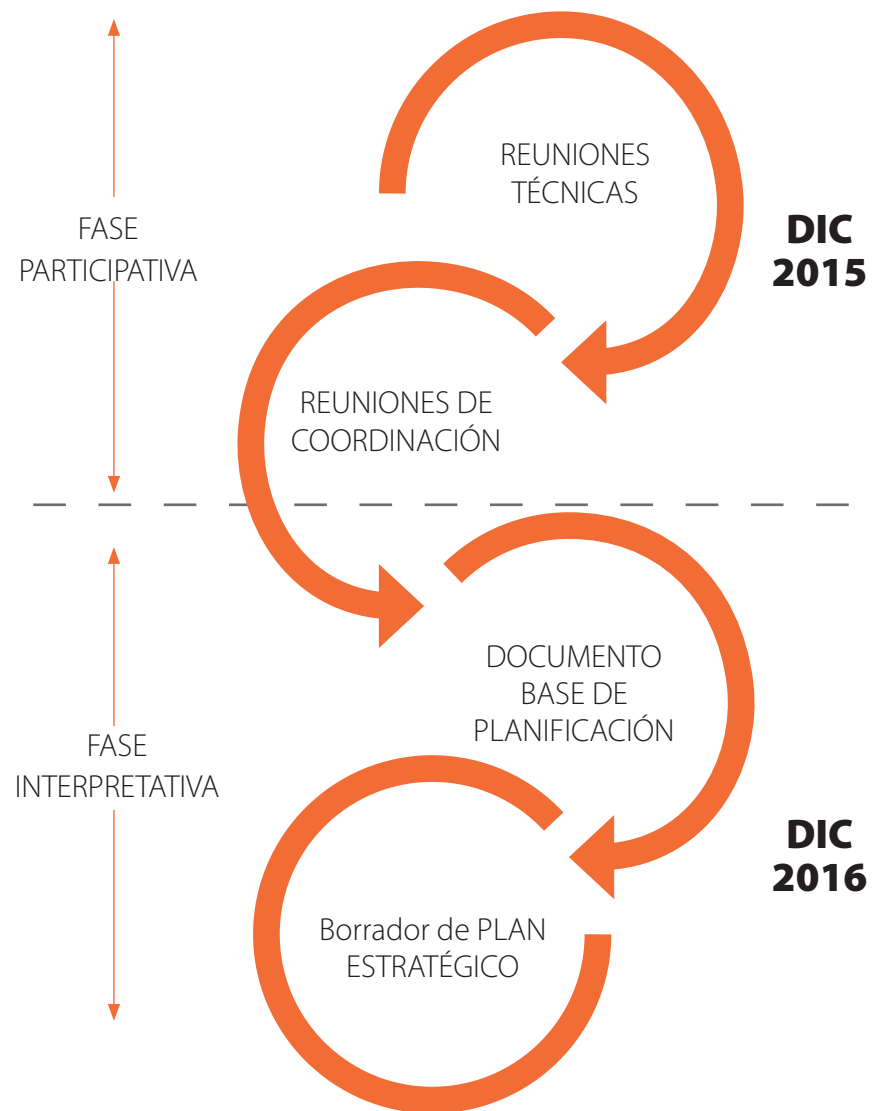 REUNIONES
TÉCNICAS
FASE
PARTICIPATIVA
DIC
2015
REUNIONES DE
COORDINACIÓN
DOCUMENTO
BASE DE
PLANIFICACIÓN
FASE
INTERPRETATIVA
DIC
2016
Borrador de PLAN
ESTRATÉGICO